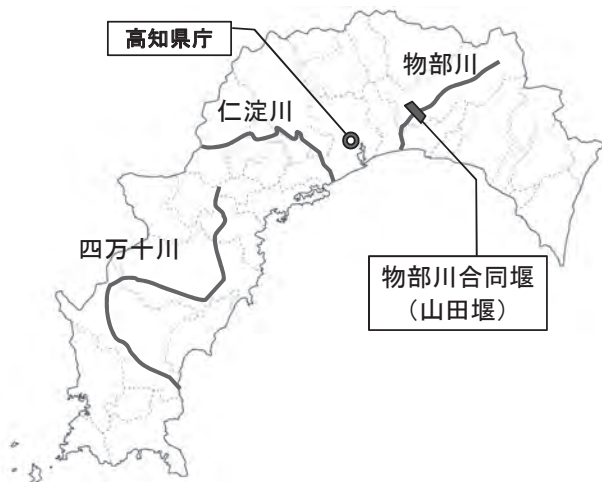 高知県庁
物部川
仁淀川
四万十川
物部川合同堰
（山田堰）